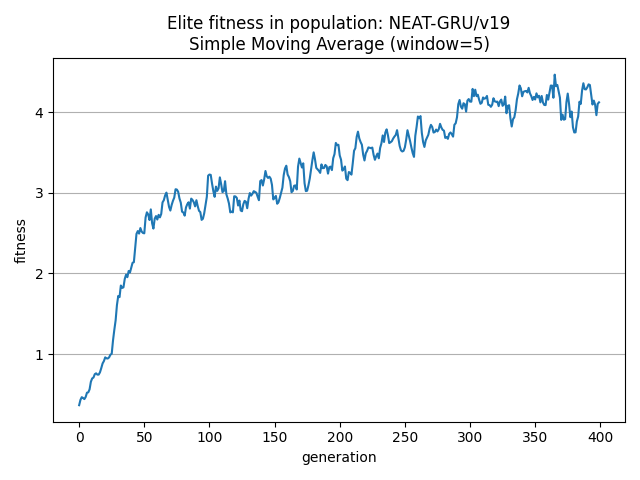 Elite fitness in population: NEAT-GRU/v19
Simple Moving Average (window=5)
fitness
4
3
2
1
0 50 100 150 200 250 300 350 400
generation